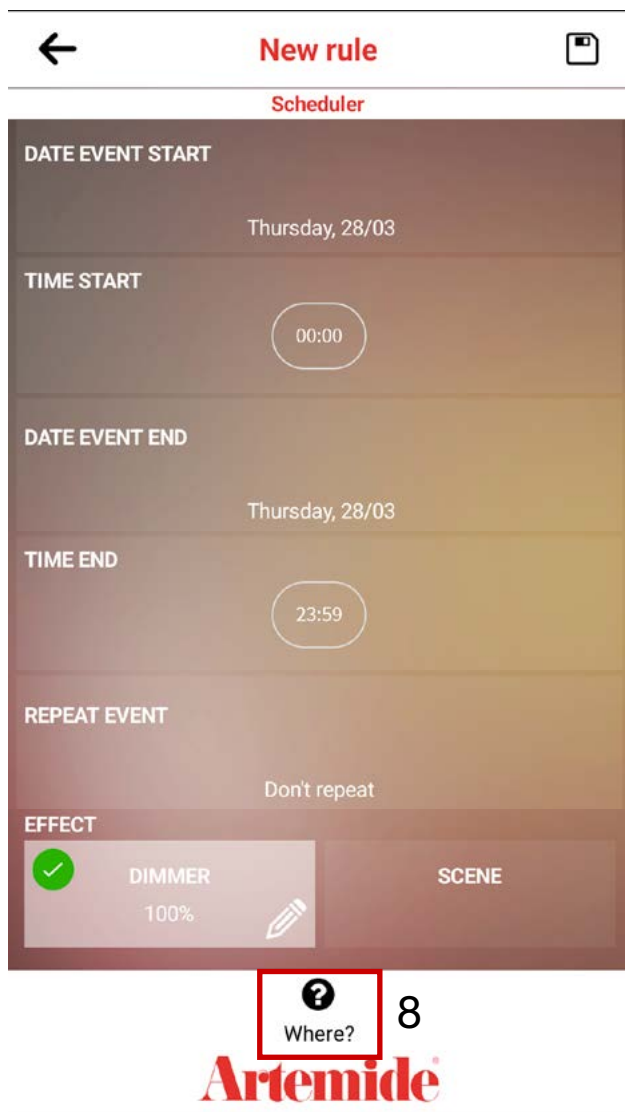 New rule
Scheduler
DATE EVENT START
Thursday, 28/03
TIME START
00:00
DATE EVENT END
Thursday, 28/03
TIME END
23:59
REPEAT EVENT
Don't repeat
EFFECT
DIMMER
100%
SCENE
?
Where?
8
Artemide®